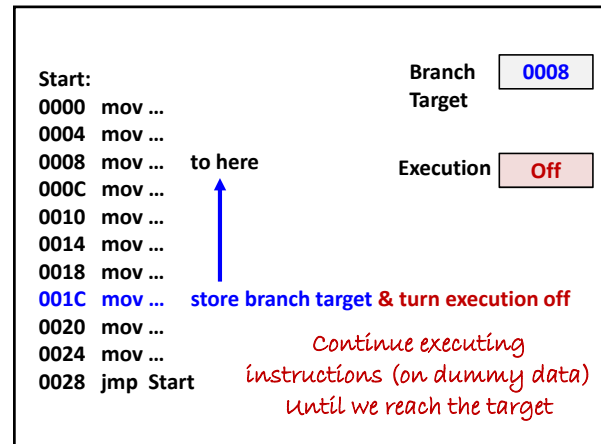 Start:
0000 mov ...
0004 mov ...
0008 mov ... to here
000C mov ...
0010 mov ...
0014 mov ...
0018 mov ...
001C mov ... store branch target & turn execution off
0020 mov ...
0024 mov ...
0028 jmp Start
Branch Target 0008
Execution Off
Continue executing
instructions (on dummy data)
Until we reach the target